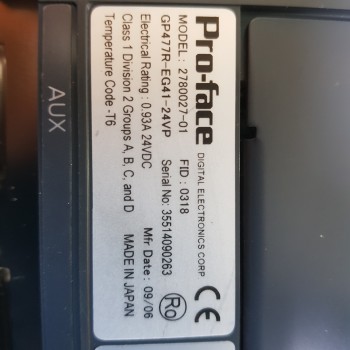 Pro-face
DIGITAL ELECTRONICS CORP
MODEL: 2780027-01 FID : 0318
GP477R-EG41-24VP Serial No: 35514090263
Electrical Rating : 0.93A 24VDC Mfr Date : 09/06
Class 1 Division 2 Groups A, B, C, and D
Temperature Code -T6 MADE IN JAPAN
CE
Ro
AUX